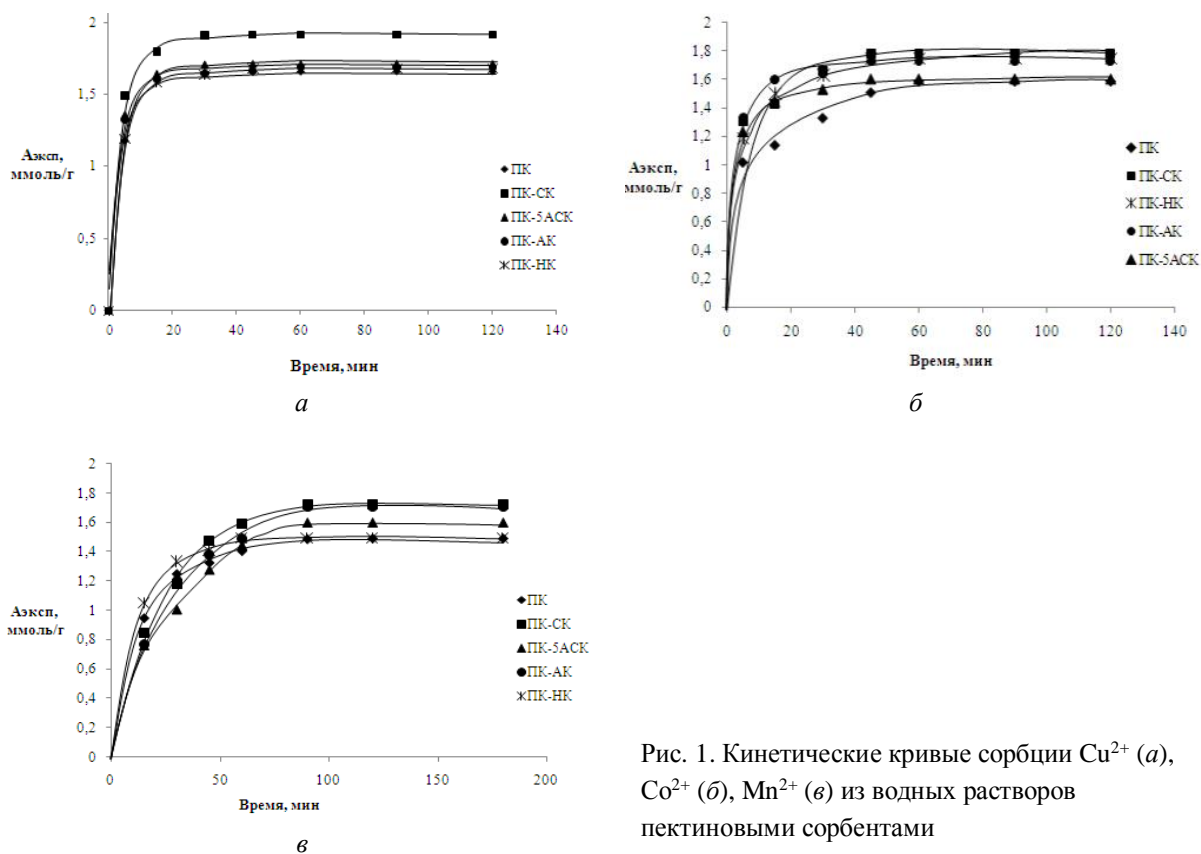 2
1,5
1
0,5
0
Аэксп,
ммоль/г
0 20 40 60 80 100 120 140
Время, мин
ПК
ПК-СК
ПК-5АСК
ПК-АК
ПК-НК
а
2
1,8
1,6
1,4
1,2
1
0,8
0,6
0,4
0,2
0
Аэксп,
ммоль/г
0 20 40 60 80 100 120 140
Время, мин
ПК
ПК-СК
ПК-НК
ПК-АК
ПК-5АСК
б
2
1,8
1,6
1,4
1,2
1
0,8
0,6
0,4
0,2
0
Аэксп,
ммоль/г
0 50 100 150 200
Время, мин
ПК
ПК-СК
ПК-5АСК
ПК-АК
ПК-НК
в
Рис. 1. Кинетические кривые сорбции Cu²⁺ (а),
Co²⁺ (б), Mn²⁺ (в) из водных растворов
пектиновыми сорбентами